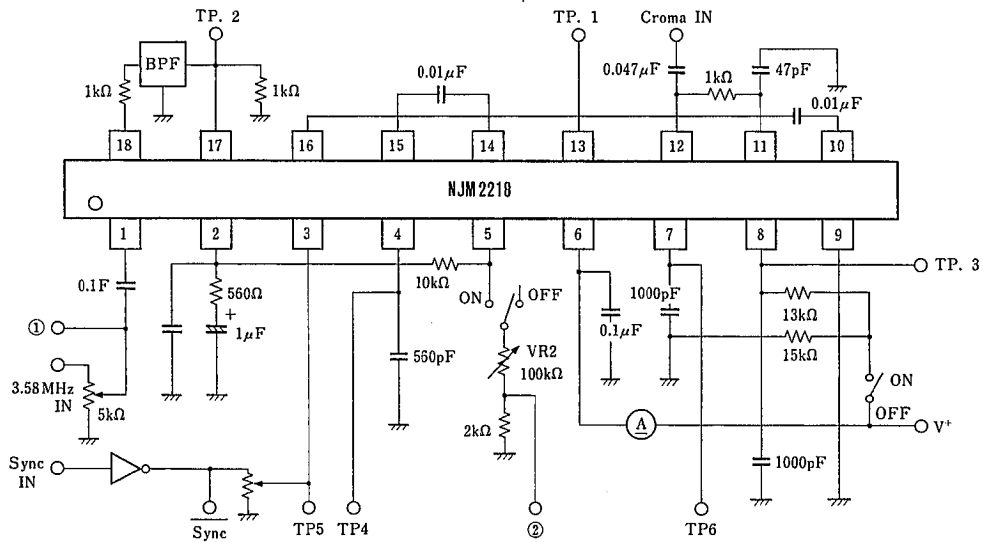 TP. 2
TP. 1
Croma IN
BPF
0.047μF
47pF
1kΩ
1kΩ
0.01μF
1kΩ
0.01μF
18
17
16
15
14
13
12
11
10
NJM2218
1
2
3
4
5
6
7
8
9
0.1F
560Ω
+
1μF
10kΩ
ON
OFF
0.1μF
1000pF
TP. 3
13kΩ
15kΩ
①
3.58MHz
IN
5kΩ
560pF
VR2
100kΩ
2kΩ
ON
OFF
A
V+
Sync
IN
1000pF
Sync
TP5
TP4
②
TP6